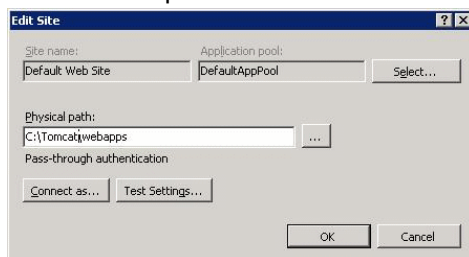 Edit Site
Site name:
Application pool:
Default Web Site
DefaultAppPool
Select...
Physical path:
C:\Tomcat\webapps
...
Pass-through authentication
Connect as...
Test Settings...
OK
Cancel